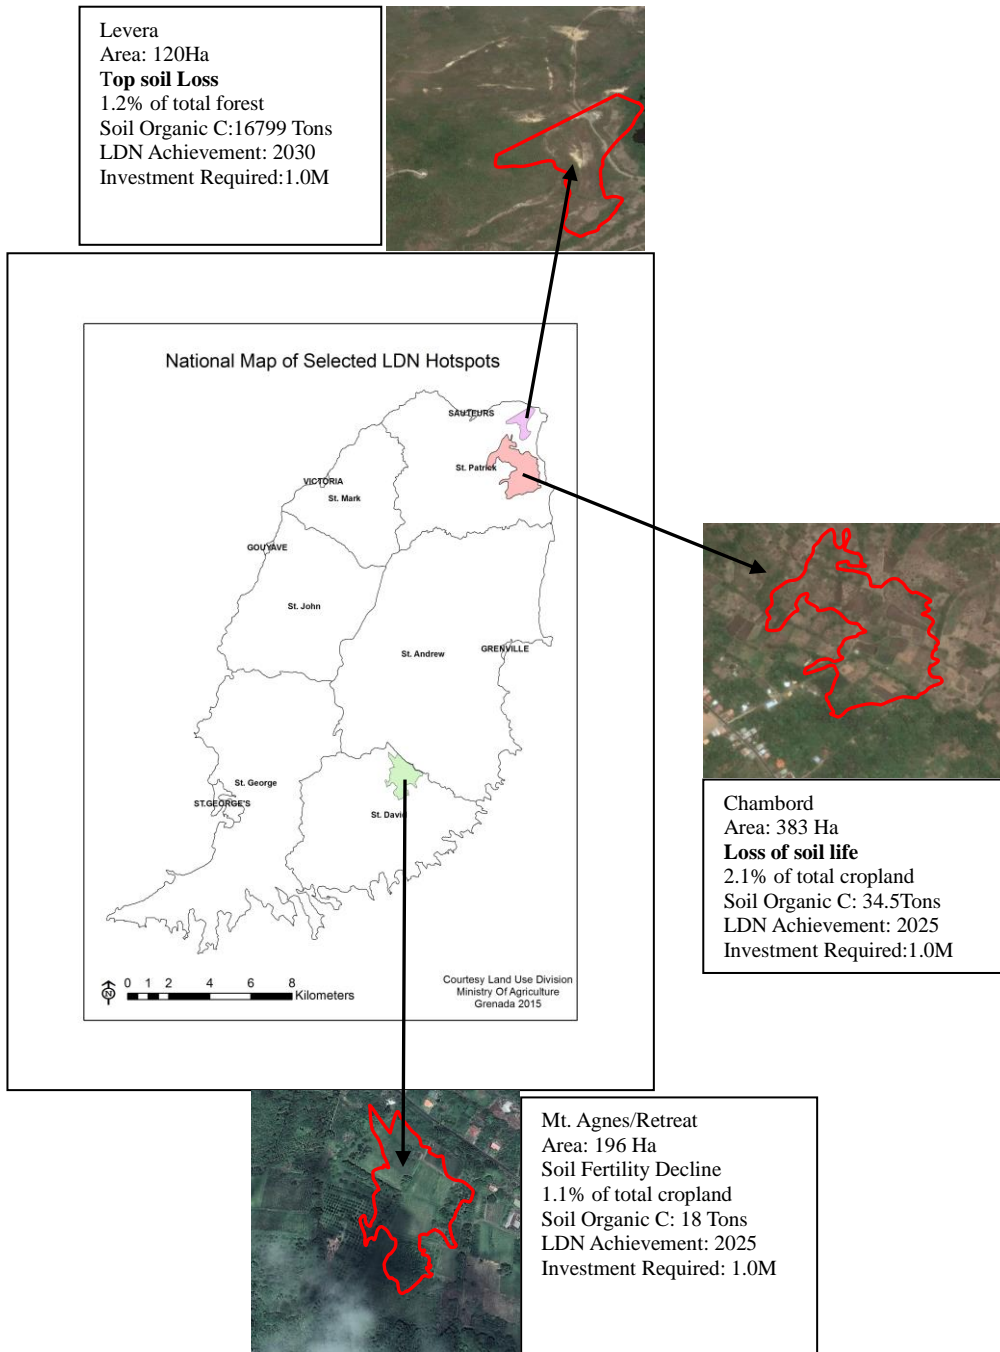 Levera
Area: 120Ha
Top soil Loss
1.2% of total forest
Soil Organic C:16799 Tons
LDN Achievement: 2030
Investment Required:1.0M
National Map of Selected LDN Hotspots
SAUTEURS
St. Patrick
VICTORIA
St. Mark
GOUYAVE
St. John
St. Andrew
GRENVILLE
St. George
ST.GEORGE'S
St. David
N
0 1 2 4 6 8
Kilometers
Courtesy Land Use Division
Ministry Of Agriculture
Grenada 2015
Chambord
Area: 383 Ha
Loss of soil life
2.1% of total cropland
Soil Organic C: 34.5Tons
LDN Achievement: 2025
Investment Required:1.0M
Mt. Agnes/Retreat
Area: 196 Ha
Soil Fertility Decline
1.1% of total cropland
Soil Organic C: 18 Tons
LDN Achievement: 2025
Investment Required: 1.0M